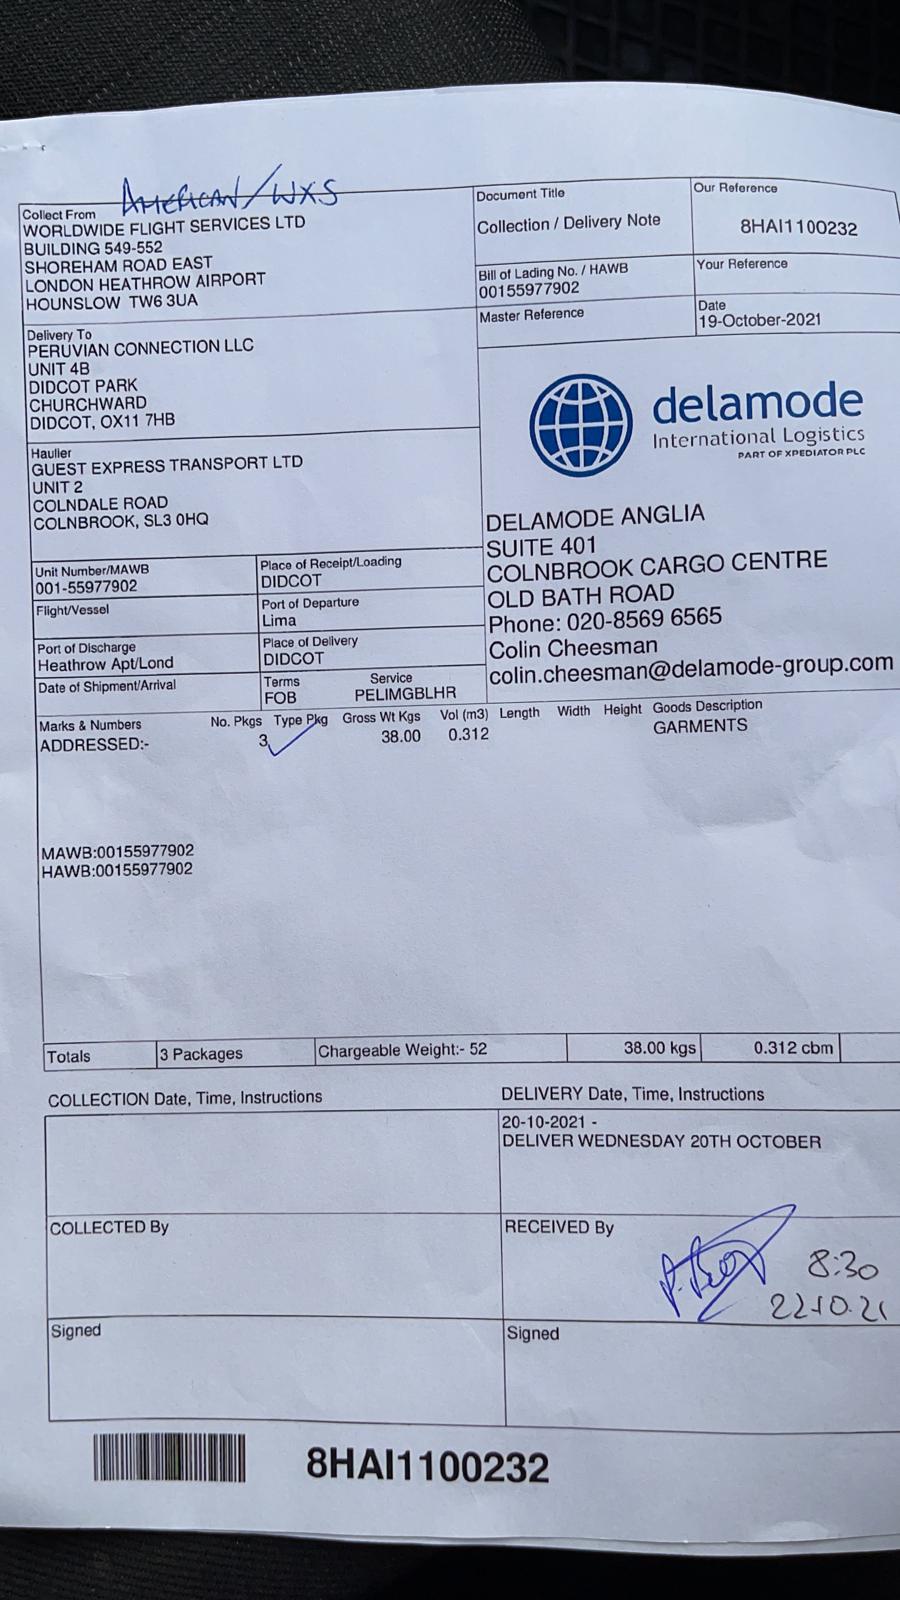 American/WXS
Collect From
WORLDWIDE FLIGHT SERVICES LTD
BUILDING 549-552
SHOREHAM ROAD EAST
LONDON HEATHROW AIRPORT
HOUNSLOW TW6 3UA
Document Title
Collection / Delivery Note
Our Reference
8HAI1100232
Bill of Lading No. / HAWB
00155977902
Your Reference
Master Reference
Date
19-October-2021
Delivery To
PERUVIAN CONNECTION LLC
UNIT 4B
DIDCOT PARK
CHURCHWARD
DIDCOT, OX11 7HB
Haulier
GUEST EXPRESS TRANSPORT LTD
UNIT 2
COLNDALE ROAD
COLNBROOK, SL3 0HQ
delamode
International Logistics
PART OF XPEDIATOR PLC
DELAMODE ANGLIA
SUITE 401
COLNBROOK CARGO CENTRE
OLD BATH ROAD
Phone: 020-8569 6565
Colin Cheesman
colin.cheesman@delamode-group.com
Unit Number/MAWB
001-55977902
Place of Receipt/Loading
DIDCOT
Flight/Vessel
Port of Departure
Lima
Port of Discharge
Heathrow Apt/Lond
Place of Delivery
DIDCOT
Date of Shipment/Arrival
Terms
FOB
Service
PELIMGBLHR
Marks & Numbers No. Pkgs Type Pkg Gross Wt Kgs Vol (m3) Length Width Height Goods Description
ADDRESSED:- 3 38.00 0.312 GARMENTS
MAWB:00155977902
HAWB:00155977902
Totals 3 Packages Chargeable Weight:- 52 38.00 kgs 0.312 cbm
COLLECTION Date, Time, Instructions
DELIVERY Date, Time, Instructions
20-10-2021 -
DELIVER WEDNESDAY 20TH OCTOBER
COLLECTED By
RECEIVED By
8:30
22.10.21
Signed
Signed
8HAI1100232